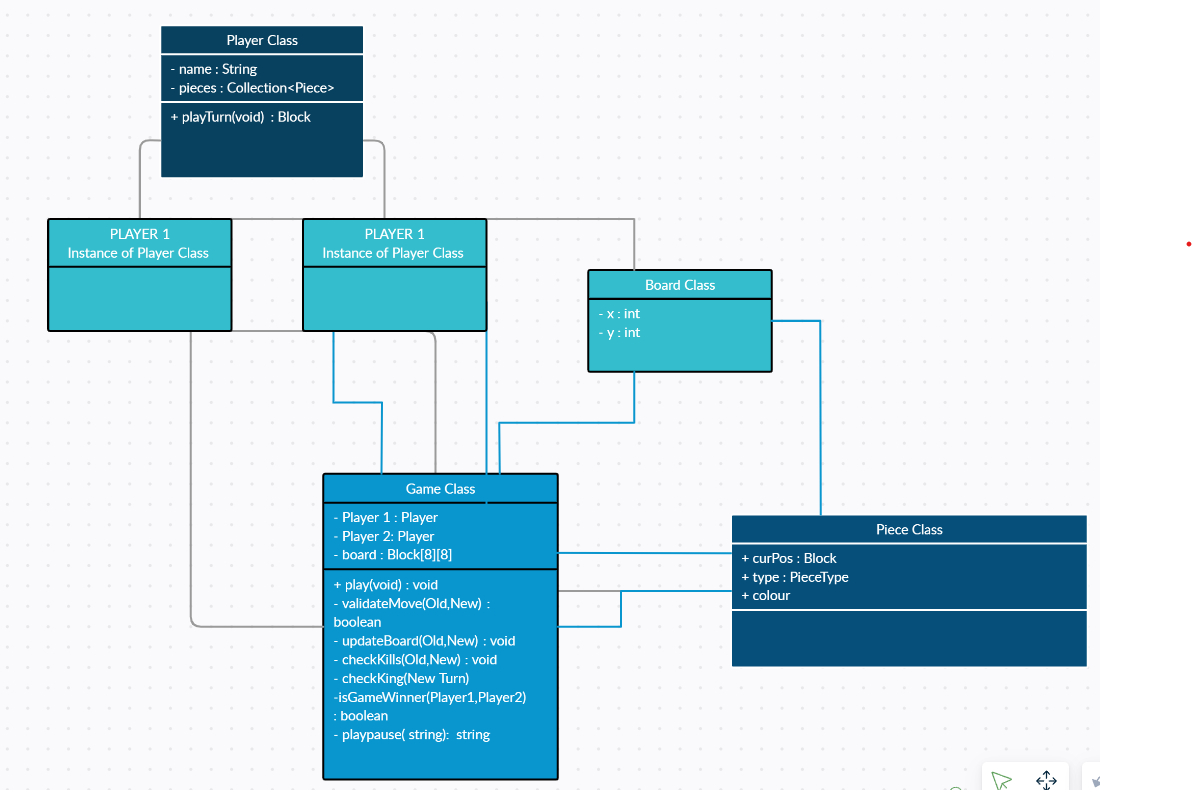 Player Class
- name : String
- pieces : Collection<Piece>
+ playTurn(void)  : Block
PLAYER 1
Instance of Player Class
PLAYER 1
Instance of Player Class
Board Class
- x : int
- y : int
Game Class
- Player 1 : Player
- Player 2: Player
- board : Block[8][8]
+ play(void) : void
- validateMove(Old,New) :
boolean
- updateBoard(Old,New) : void
- checkKills(Old,New) : void
- checkKing(New Turn)
-isGameWinner(Player1,Player2)
: boolean
- playpause( string):  string
Piece Class
+ curPos : Block
+ type : PieceType
+ colour